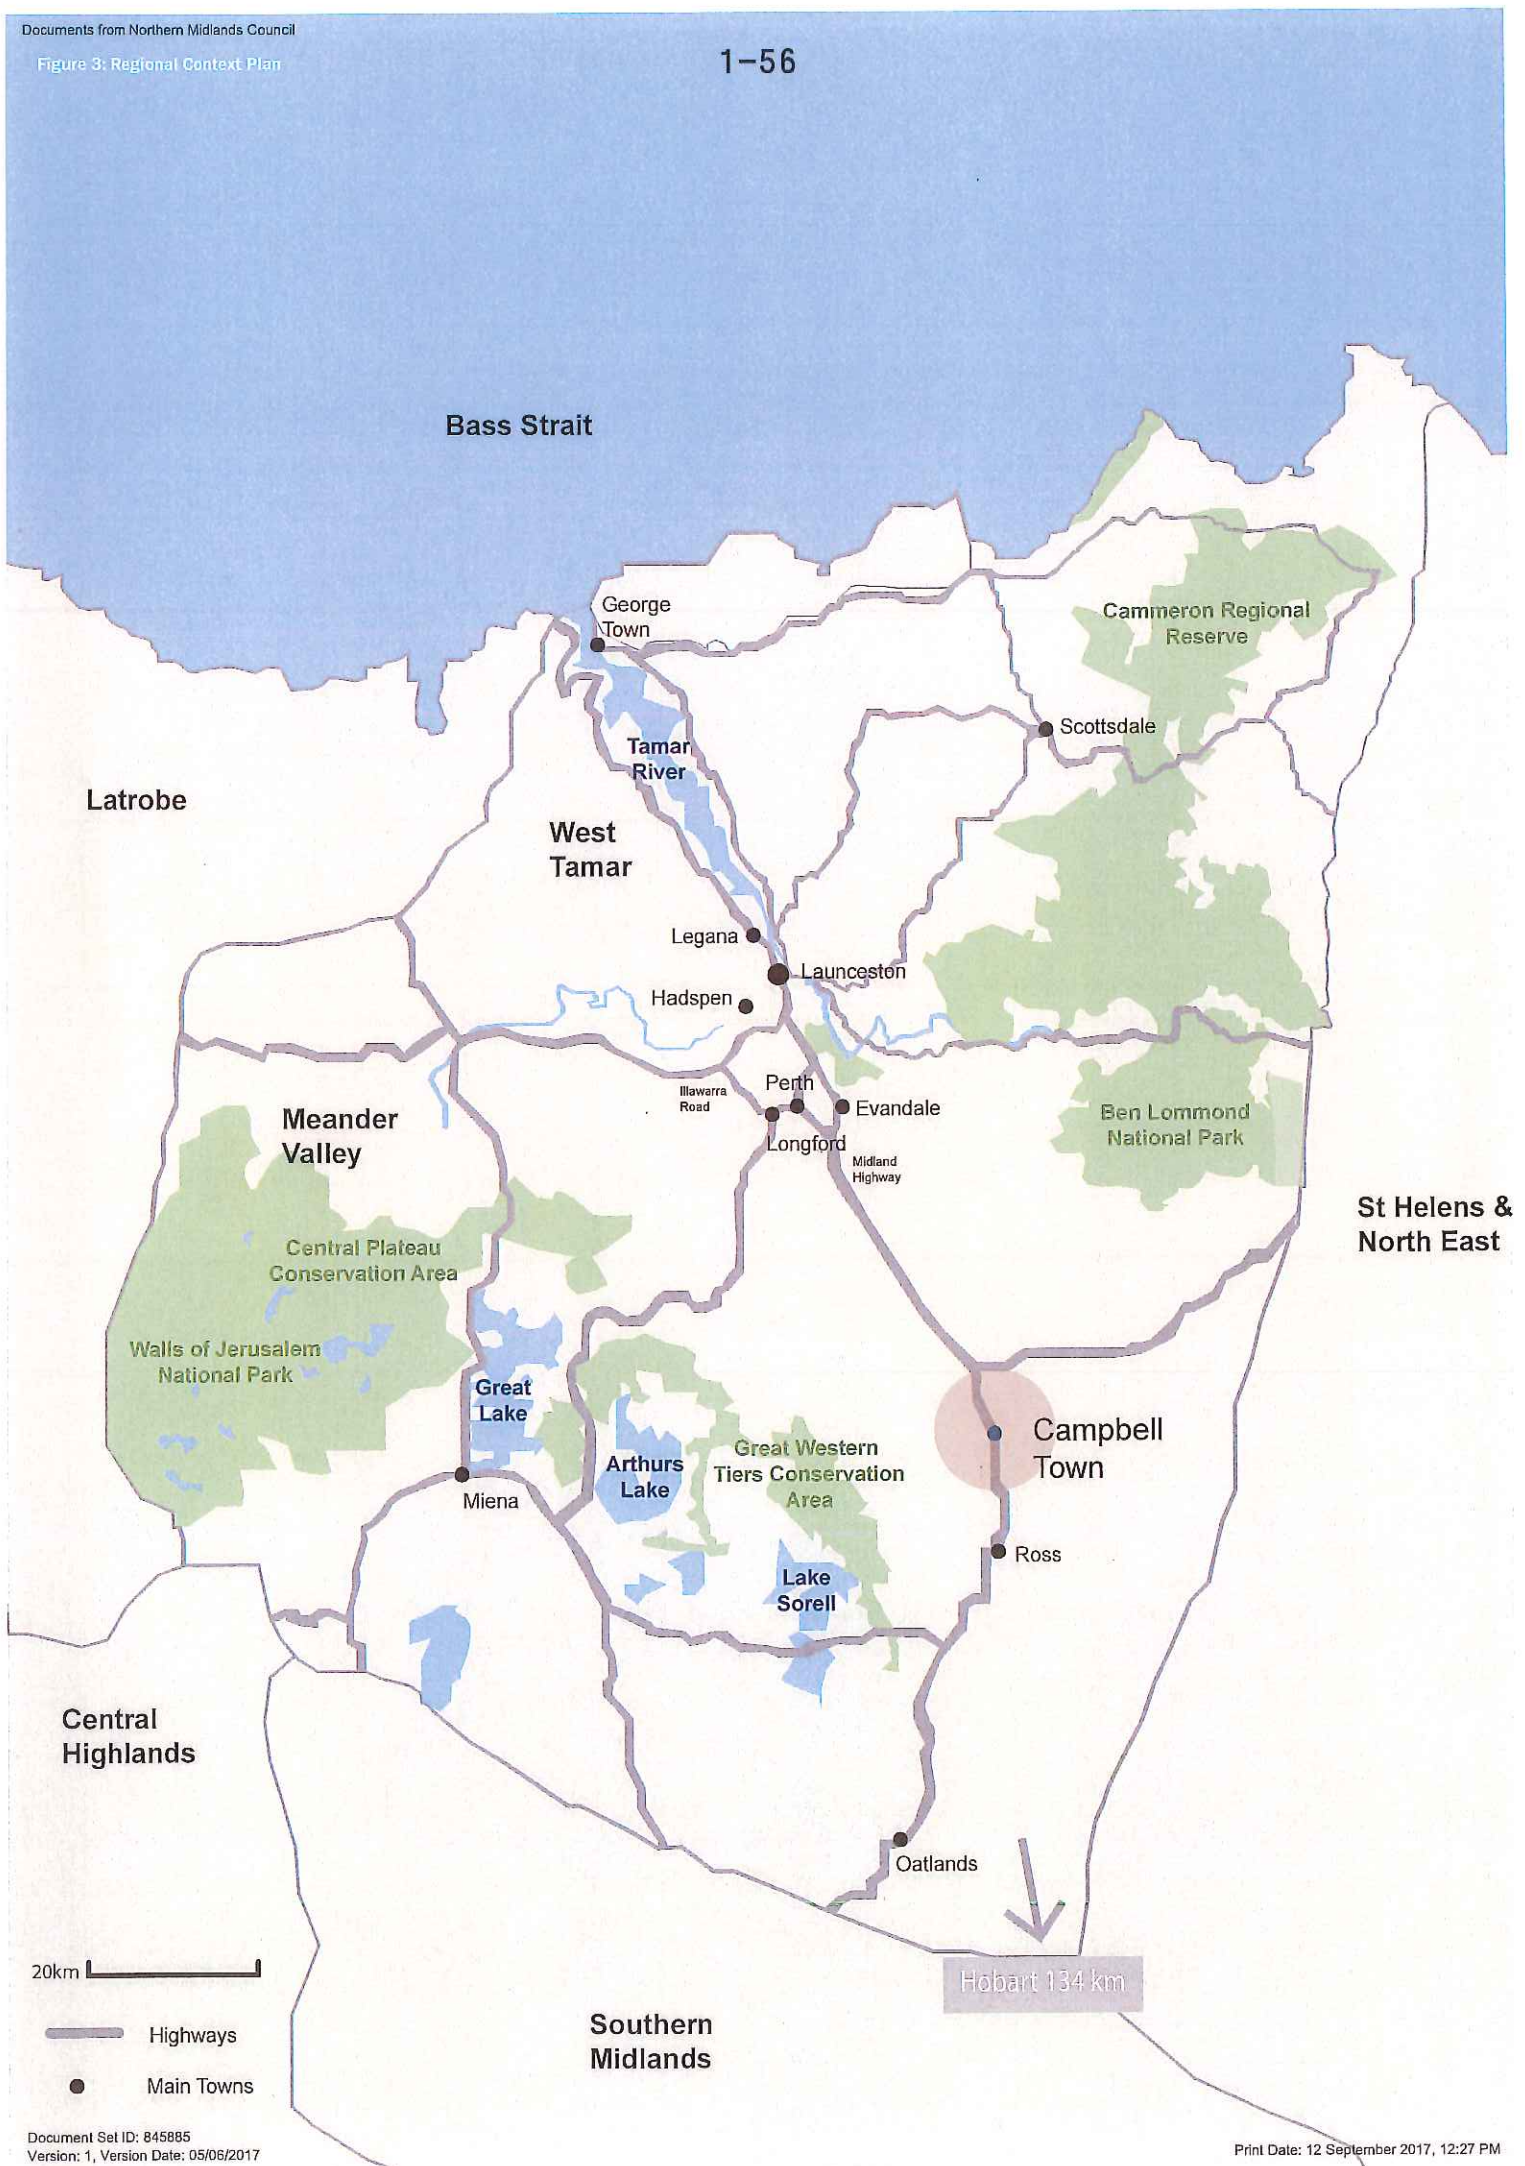 Documents from Northern Midlands Council
Figure 3: Regional Context Plan
1-56
Bass Strait
George
Town
Cammeron Regional
Reserve
Scottsdale
Tamar
River
Latrobe
West
Tamar
Legana
Launceston
Hadspen
Illawarra
Road
Perth
Evandale
Longford
Midland
Highway
Meander
Valley
Ben Lommond
National Park
St Helens &
North East
Central Plateau
Conservation Area
Walls of Jerusalem
National Park
Great
Lake
Arthurs
Lake
Great Western
Tiers Conservation
Area
Campbell
Town
Miena
Ross
Lake
Sorell
Central
Highlands
Oatlands
Hobart 134 km
20km
Highways
Main Towns
Southern
Midlands
Document Set ID: 845885
Version: 1, Version Date: 05/06/2017
Print Date: 12 September 2017, 12:27 PM